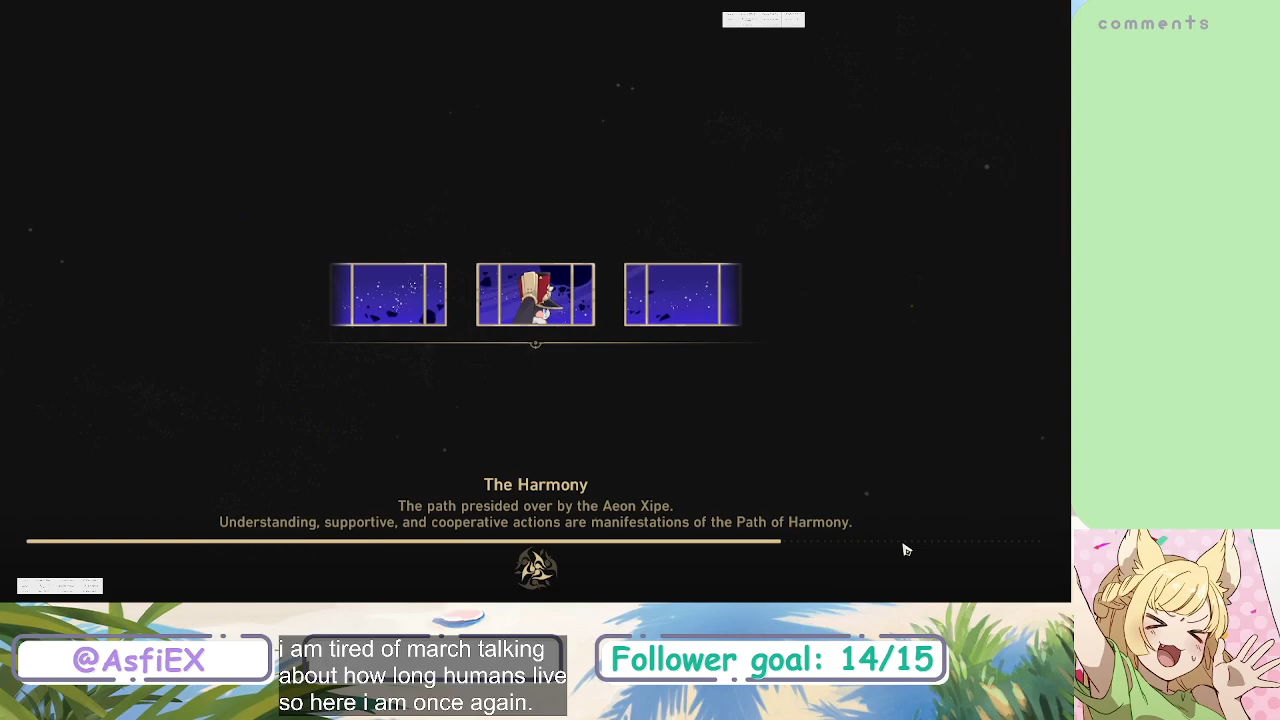 comments
The Harmony
The path presided over by the Aeon Xipe.
Understanding, supportive, and cooperative actions are manifestations of the Path of Harmony.
@AsfiEX
i am tired of march talking
about how long humans live
so here i am once again.
Follower goal: 14/15